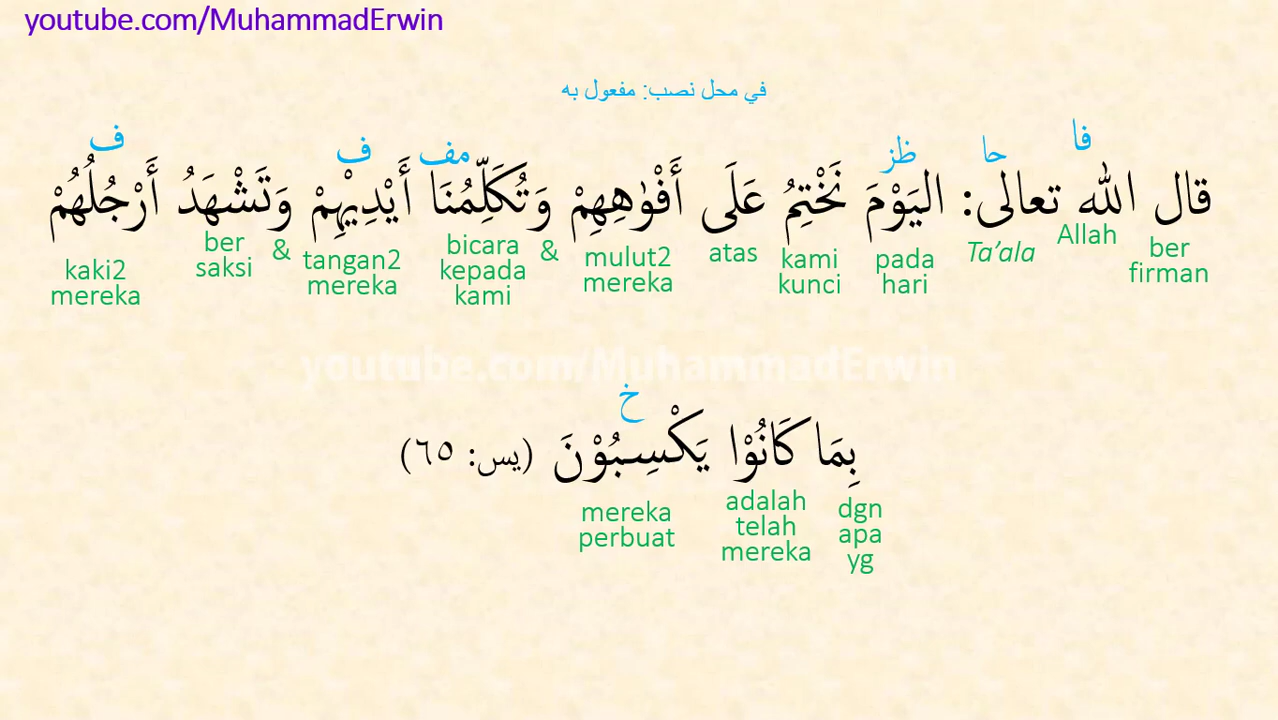 youtube.com/MuhammadErwin
في محل نصب: مفعول به
فا حا ظز مف ف ف
قال الله تعالى: اليَوْمَ نَخْتِمُ عَلَى أَفْوٰهِهِمْ وَتُكَلِّمُنَا أَيْدِيْهِمْ وَتَشْهَدُ أَرْجُلُهُمْ
ber firman
Allah
Ta’ala
pada hari
kami kunci
atas
mulut2 mereka
&
bicara kepada kami
tangan2 mereka
&
ber saksi
kaki2 mereka
youtube.com/MuhammadErwin
خ
بِمَا كَانُوْا يَكْسِبُوْنَ (يس: ٦٥)
dgn apa yg
adalah telah mereka
mereka perbuat